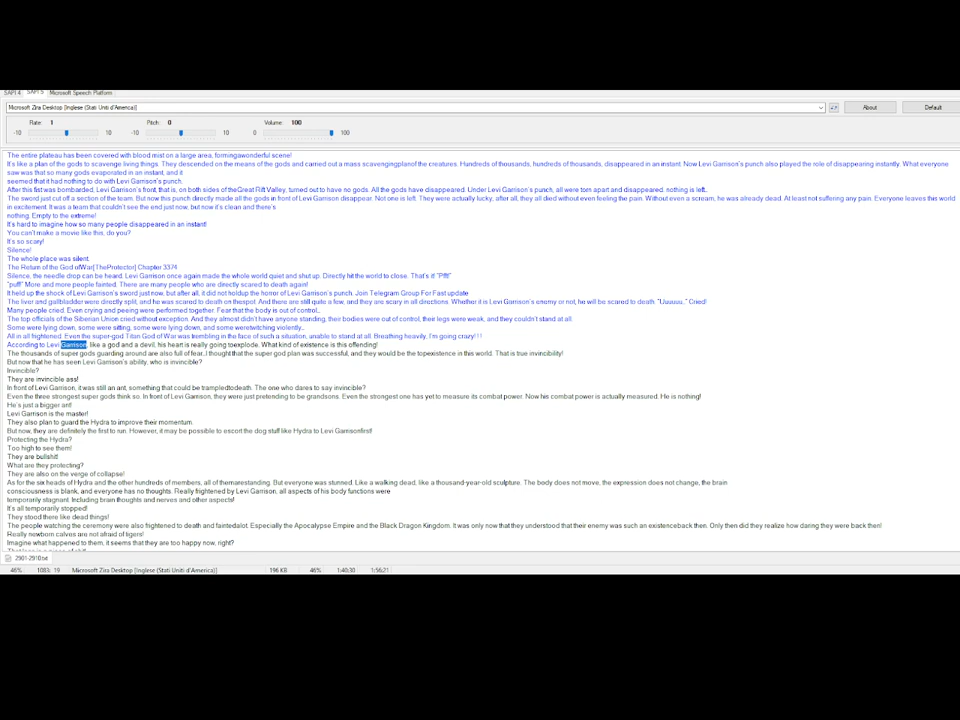 SAPI 4 SAPI 5 Microsoft Speech Platform
Microsoft Zira Desktop [Inglese (Stati Uniti d'America)] About Default
Rate: 1 Pitch: 0 Volume: 100
-10 10 -10 10 0 100
The entire plateau has been covered with blood mist on a large area, formingawonderful scene!
It's like a plan of the gods to scavenge living things. They descended on the means of the gods and carried out a mass scavengingplanof the creatures. Hundreds of thousands, hundreds of thousands, disappeared in an instant. Now Levi Garrison's punch also played the role of disappearing instantly. What everyone
saw was that so many gods evaporated in an instant, and it
seemed that it had nothing to do with Levi Garrison's punch.
After this fist was bombarded, Levi Garrison's front, that is, on both sides of theGreat Rift Valley, turned out to have no gods. All the gods have disappeared. Under Levi Garrison's punch, all were torn apart and disappeared, nothing is left..
The sword just cut off a section of the team. But now this punch directly made all the gods in front of Levi Garrison disappear. Not one is left. They were actually lucky, after all, they all died without even feeling the pain. Without even a scream, he was already dead. At least not suffering any pain. Everyone leaves this world
in excitement. It was a team that couldn't see the end just now, but now it's clean and there's
nothing. Empty to the extreme!
It's hard to imagine how so many people disappeared in an instant!
You can't make a movie like this, do you?
It's so scary!
Silence!
The whole place was silent.
The Return of the God ofWar[TheProtector] Chapter 3374
Silence, the needle drop can be heard. Levi Garrison once again made the whole world quiet and shut up. Directly hit the world to close. That's it! "Pfft!"
"puff" More and more people fainted. There are many people who are directly scared to death again!
It held up the shock of Levi Garrison's sword just now, but after all, it did not holdup the horror of Levi Garrison's punch. Join Telegram Group For Fast update
The liver and gallbladder were directly split, and he was scared to death on thespot. And there are still quite a few, and they are scary in all directions. Whether it is Levi Garrison's enemy or not, he will be scared to death. "Uuuuuu," Cried!
Many people cried. Even crying and peeing were performed together. Fear that the body is out of control..
The top officials of the Siberian Union cried without exception. And they almost didn't have anyone standing, their bodies were out of control, their legs were weak, and they couldn't stand at all.
Some were lying down, some were sitting, some were lying down, and some weretwitching violently..
All in all frightened. Even the super-god Titan God of War was trembling in the face of such a situation, unable to stand at all. Breathing heavily, I'm going crazy!!!
According to Levi Garrison, like a god and a devil, his heart is really going toexplode. What kind of existence is this offending!
The thousands of super gods guarding around are also full of fear..I thought that the super god plan was successful, and they would be the topexistence in this world. That is true invincibility!
But now that he has seen Levi Garrison's ability, who is invincible?
Invincible?
They are invincible ass!
In front of Levi Garrison, it was still an ant, something that could be trampledtodeath. The one who dares to say invincible?
Even the three strongest super gods think so. In front of Levi Garrison, they were just pretending to be grandsons. Even the strongest one has yet to measure its combat power. Now his combat power is actually measured. He is nothing!
He's just a bigger ant!
Levi Garrison is the master!
They also plan to guard the Hydra to improve their momentum.
But now, they are definitely the first to run. However, it may be possible to escort the dog stuff like Hydra to Levi Garrisonfirst!
Protecting the Hydra?
Too high to see them!
They are bullshit!
What are they protecting?
They are also on the verge of collapse!
As for the six heads of Hydra and the other hundreds of members, all of themarestanding. But everyone was stunned. Like a walking dead, like a thousand-year-old sculpture. The body does not move, the expression does not change, the brain
consciousness is blank, and everyone has no thoughts. Really frightened by Levi Garrison, all aspects of his body functions were
temporarily stagnant. Including brain thoughts and nerves and other aspects!
It's all temporarily stopped!
They stood there like dead things!
The people watching the ceremony were also frightened to death and faintedalot. Especially the Apocalypse Empire and the Black Dragon Kingdom. It was only now that they understood that their enemy was such an existenceback then. Only then did they realize how daring they were back then!
Really newborn calves are not afraid of tigers!
Imagine what happened to them, it seems that they are too happy now, right?
2901-2910.txt
46% 1083: 19 Microsoft Zira Desktop [Inglese (Stati Uniti d'America)] 196 KB 46% 1:40:30 1:56:21